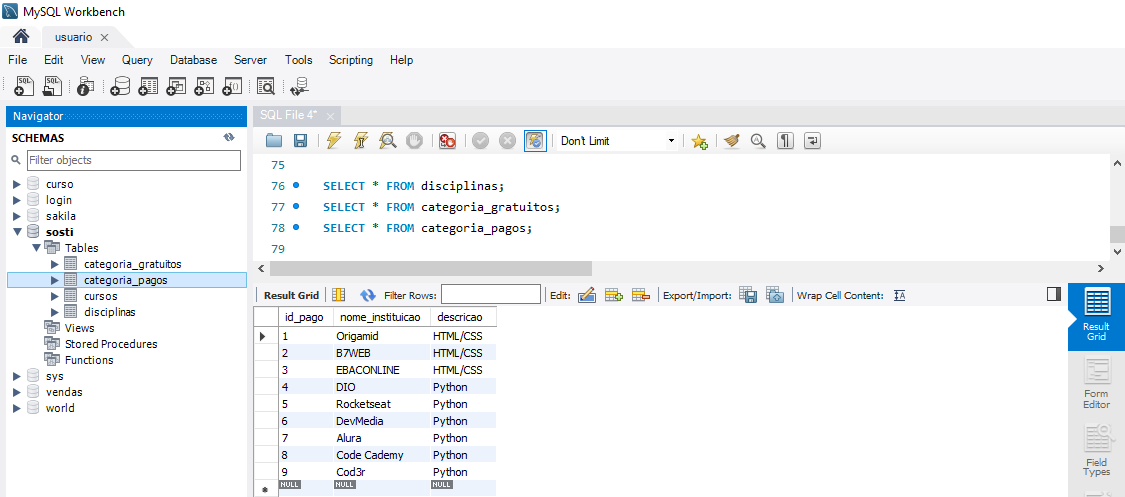 MySQL Workbench
usuario
File Edit View Query Database Server Tools Scripting Help
SQL SQL
Navigator
SCHEMAS
Filter objects
curso
login
sakila
sosti
Tables
categoria_gratuitos
categoria_pagos
cursos
disciplinas
Views
Stored Procedures
Functions
sys
vendas
world
SQL File 4*
Don't Limit
75
76 SELECT * FROM disciplinas;
77 SELECT * FROM categoria_gratuitos;
78 SELECT * FROM categoria_pagos;
79
Result Grid Filter Rows: Edit: Export/Import: Wrap Cell Content:
id_pago nome_instituicao descricao
1 Origamid HTML/CSS
2 B7WEB HTML/CSS
3 EBACONLINE HTML/CSS
4 DIO Python
5 Rocketseat Python
6 DevMedia Python
7 Alura Python
8 Code Cademy Python
9 Cod3r Python
NULL NULL NULL
Result
Grid
Form
Editor
Field
Types